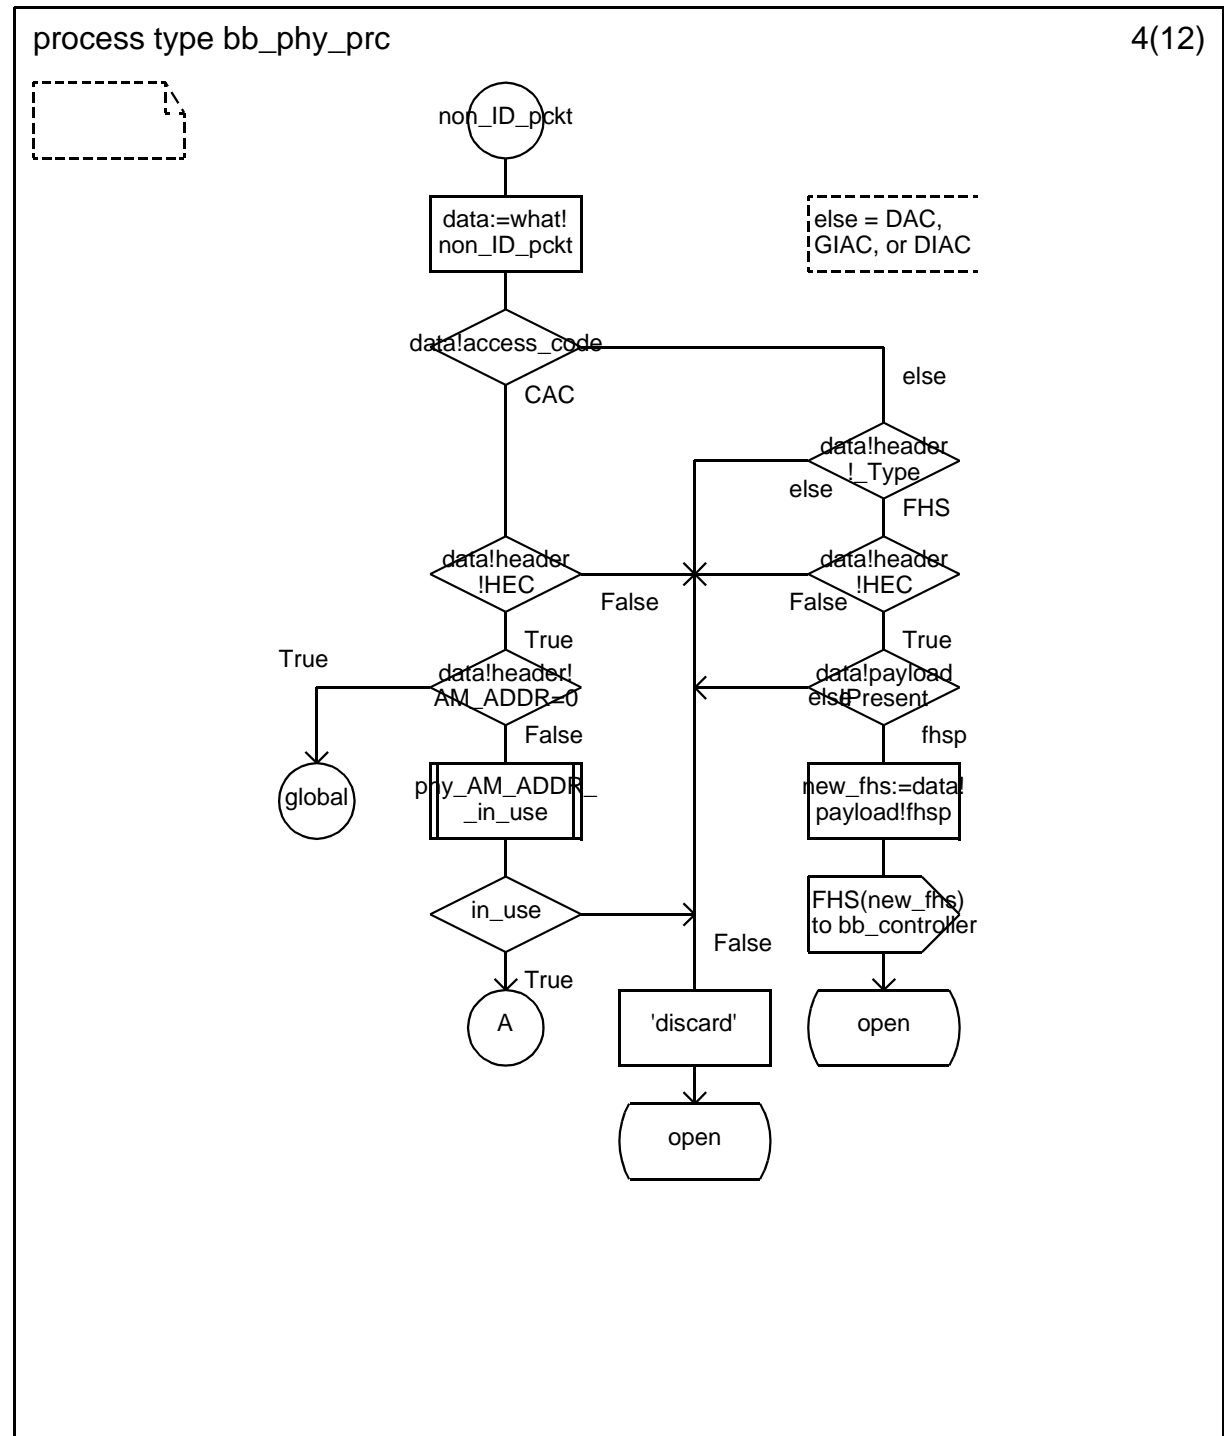 process type bb_phy_prc
4(12)
non_ID_pckt
data:=what!
non_ID_pckt
else = DAC,
GIAC, or DIAC
data!access_code
CAC
else
data!header
!_Type
else
FHS
data!header
!HEC
False
True
data!header
!HEC
False
True
True
data!header!
AM_ADDR=0
False
data!payload
!Present
else
fhsp
global
phy_AM_ADDR_
_in_use
new_fhs:=data!
payload!fhsp
in_use
False
True
FHS(new_fhs)
to bb_controller
A
'discard'
open
open